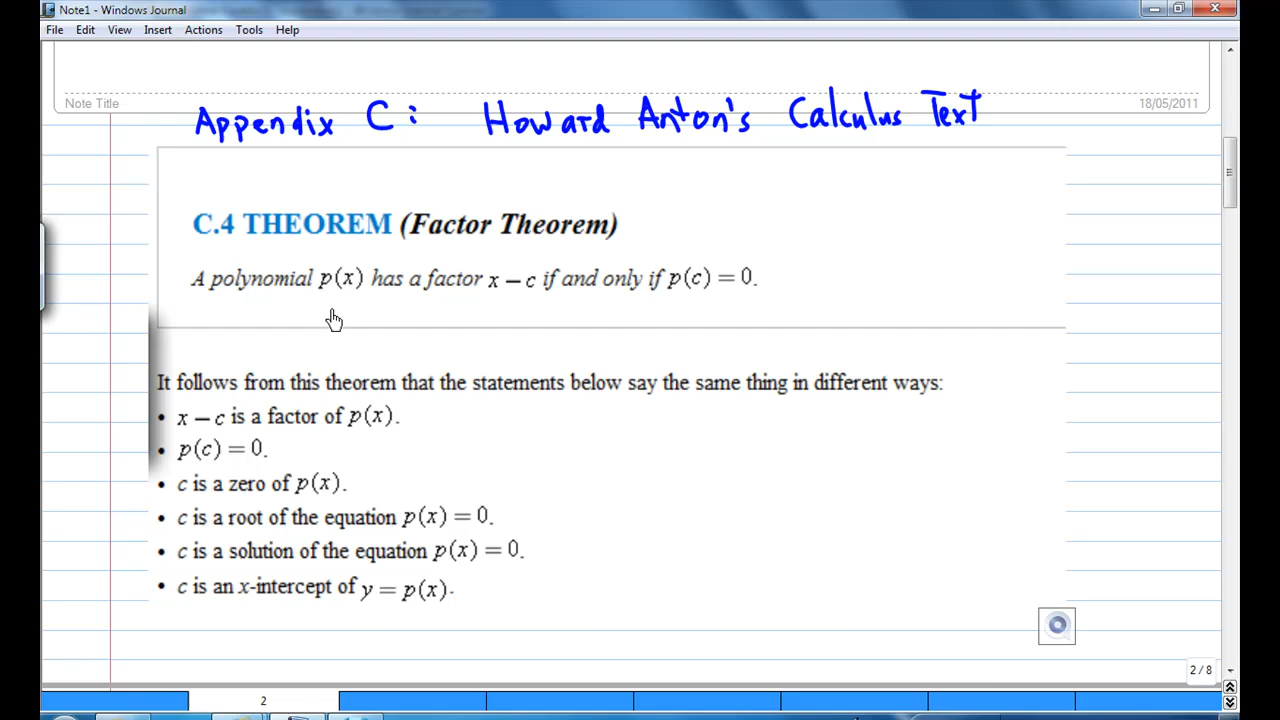 Note1 - Windows Journal
File Edit View Insert Actions Tools Help
Note Title
18/05/2011
Appendix C: Howard Anton's Calculus Text
C.4 THEOREM (Factor Theorem)
A polynomial p(x) has a factor x – c if and only if p(c) = 0.
It follows from this theorem that the statements below say the same thing in different ways:
• x – c is a factor of p(x).
• p(c) = 0.
• c is a zero of p(x).
• c is a root of the equation p(x) = 0.
• c is a solution of the equation p(x) = 0.
• c is an x-intercept of y = p(x).
2 / 8
2